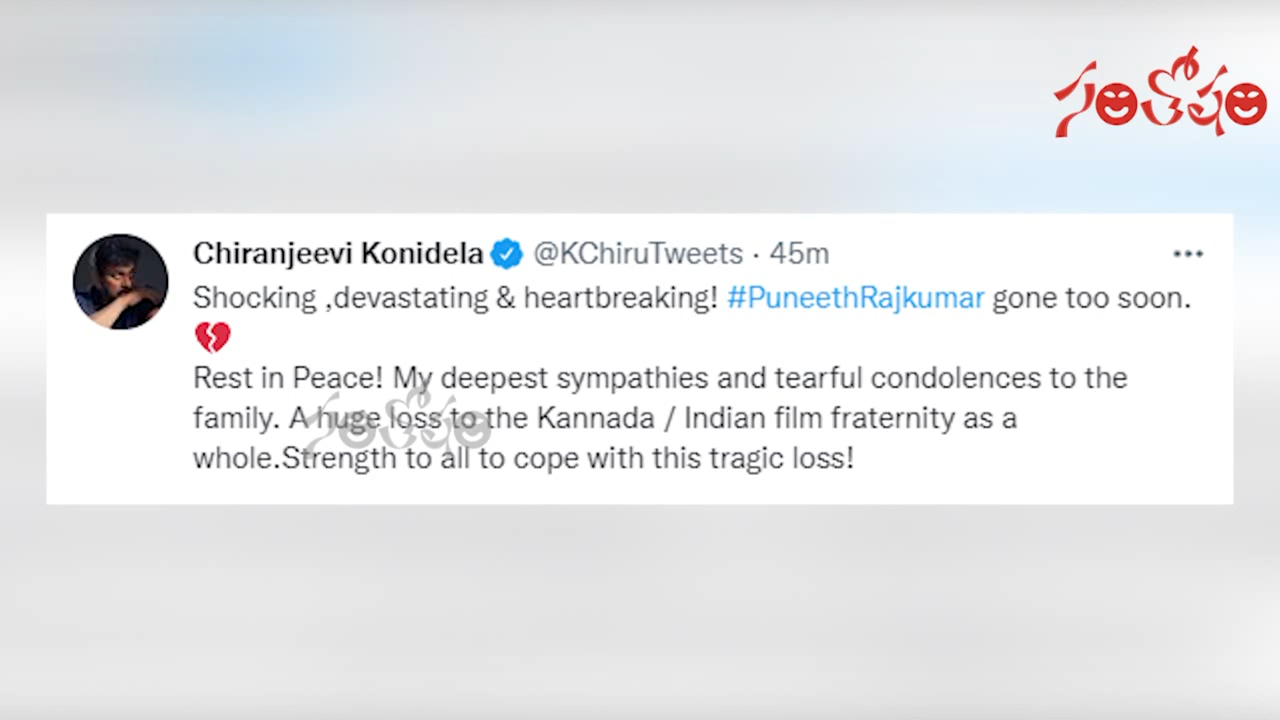 సంతోషం
Chiranjeevi Konidela @KChiruTweets · 45m
Shocking ,devastating & heartbreaking! #PuneethRajkumar gone too soon.
💔
Rest in Peace! My deepest sympathies and tearful condolences to the
family. A huge loss to the Kannada / Indian film fraternity as a
సంతోషం
whole.Strength to all to cope with this tragic loss!